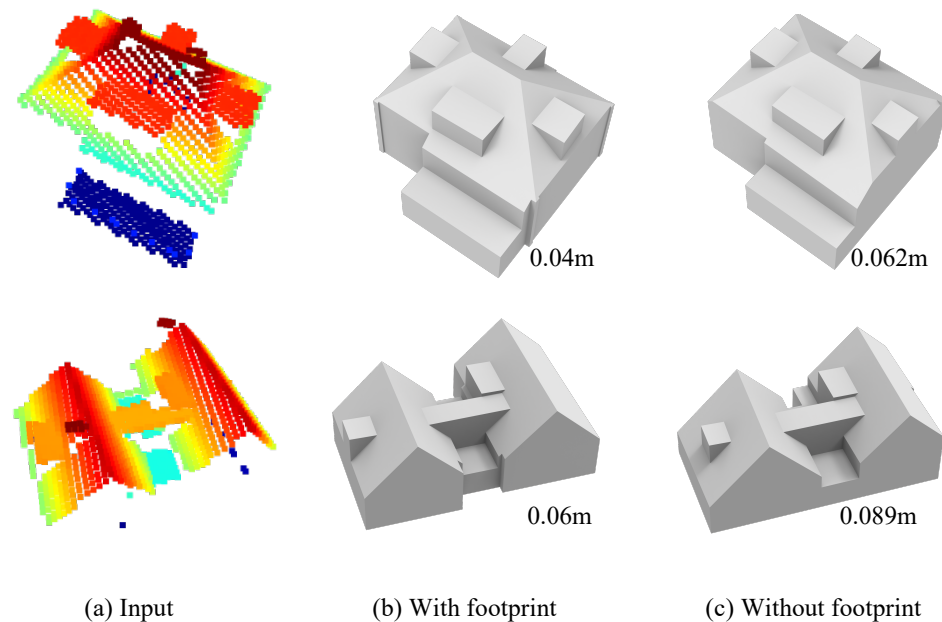 0.04m
0.062m
0.06m
0.089m
(a) Input
(b) With footprint
(c) Without footprint